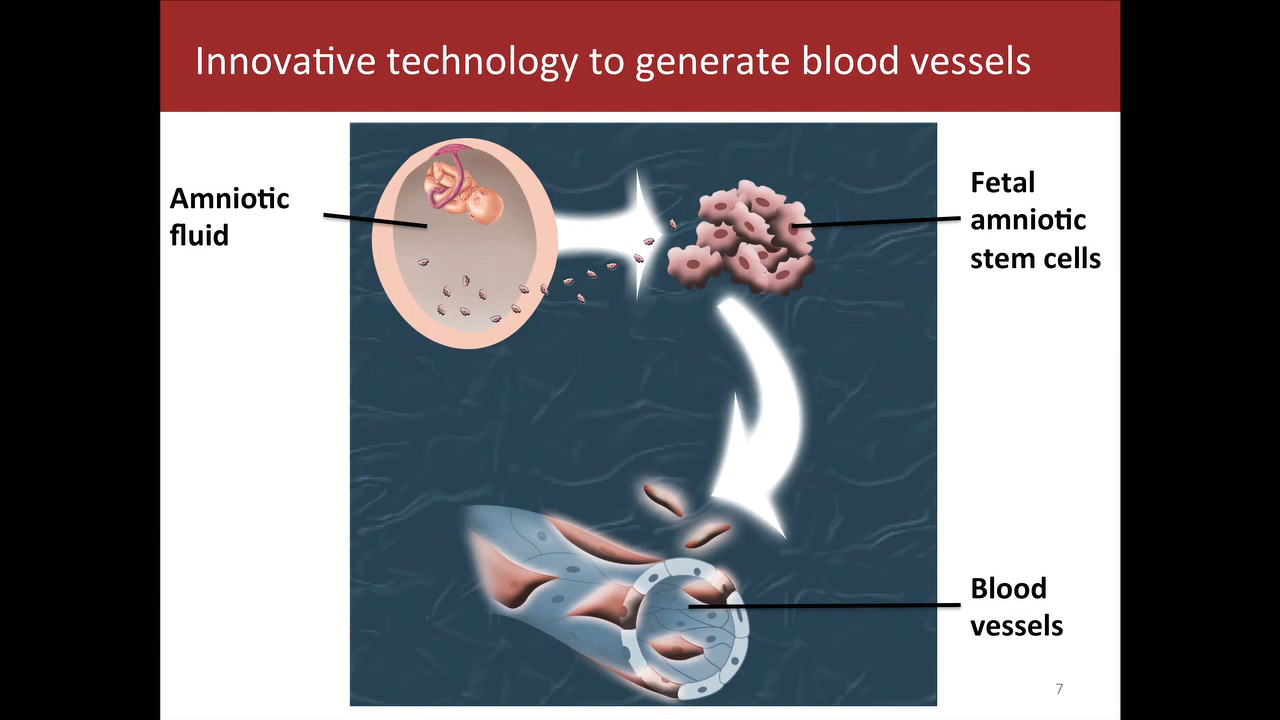 Innovative technology to generate blood vessels
Amniotic
fluid
Fetal
amniotic
stem cells
Blood
vessels
7